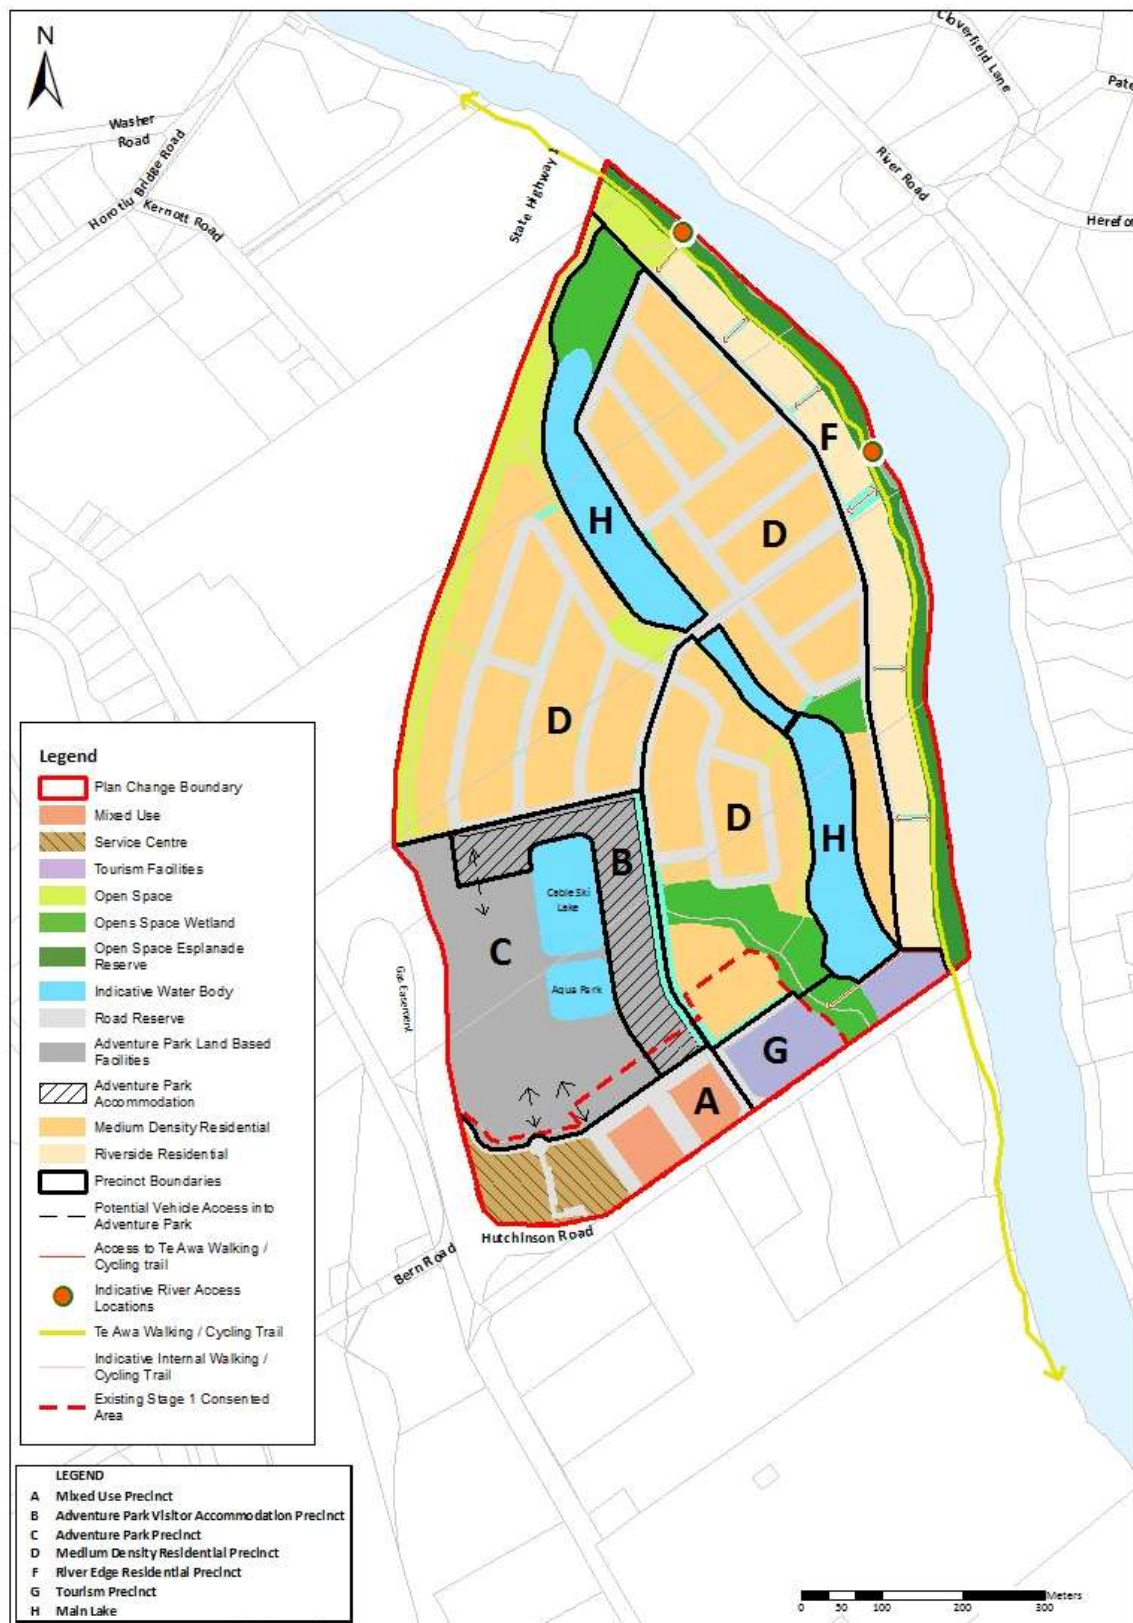 N
Cloverfield Lane
Pate
Washer
Road
Horotiu Bridge Road
Kernott Road
State Highway 1
River Road
Herefo
F
H
D
D
D
H
B
Cable Ski
Lake
C
Aqua Park
Gas Easement
G
A
Hutchinson Road
Bern Road
Legend
Plan Change Boundary
Mixed Use
Service Centre
Tourism Facilities
Open Space
Opens Space Wetland
Open Space Esplanade
Reserve
Indicative Water Body
Road Reserve
Adventure Park Land Based
Facilities
Adventure Park
Accommodation
Medium Density Residential
Riverside Residential
Precinct Boundaries
Potential Vehicle Access into
Adventure Park
Access to Te Awa Walking /
Cycling trail
Indicative River Access
Locations
Te Awa Walking / Cycling Trail
Indicative Internal Walking /
Cycling Trail
Existing Stage 1 Consented
Area
LEGEND
A Mixed Use Precinct
B Adventure Park Visitor Accommodation Precinct
C Adventure Park Precinct
D Medium Density Residential Precinct
F River Edge Residential Precinct
G Tourism Precinct
H Main Lake
Meters
0 50 100 200 300